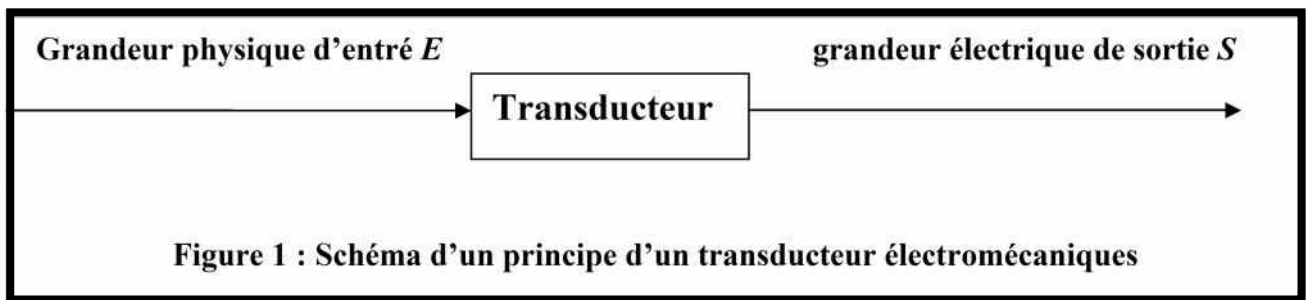 Grandeur physique d'entré E
grandeur électrique de sortie S
Transducteur
Figure 1 : Schéma d'un principe d'un transducteur électromécaniques